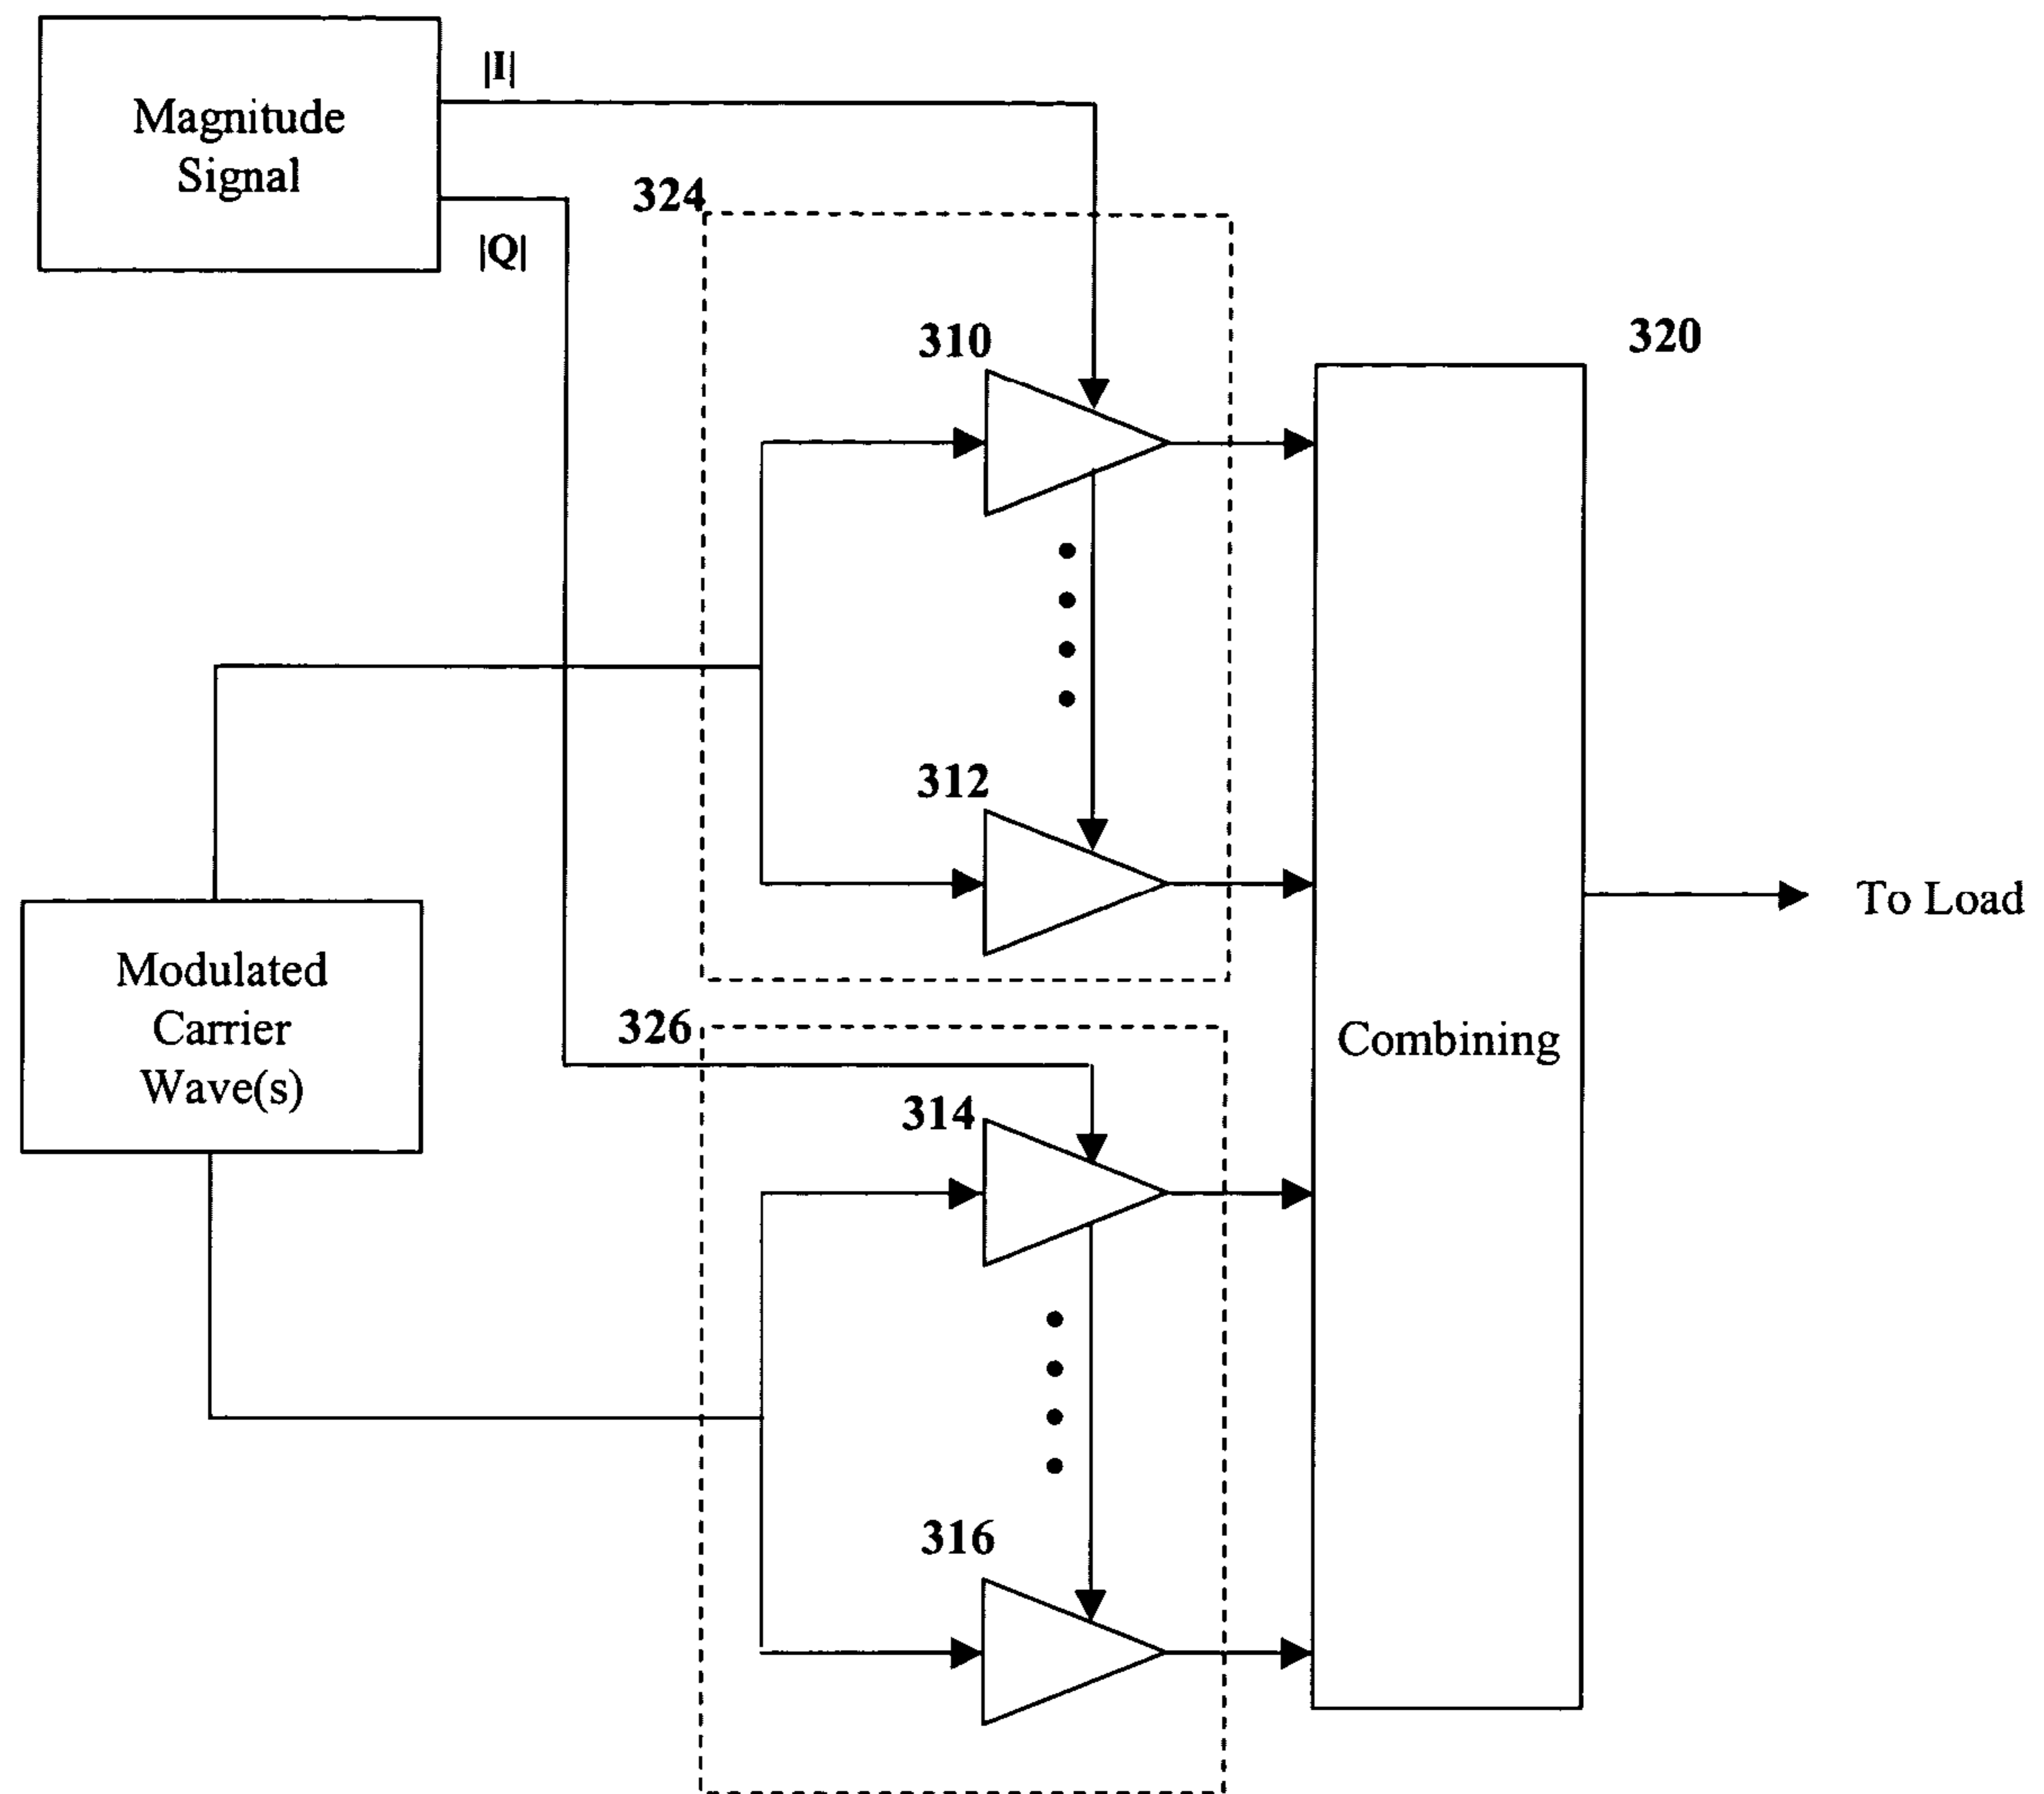 |I|
Magnitude
Signal
|Q|
324
310
320
312
Modulated
Carrier
Wave(s)
To Load
326
Combining
314
316